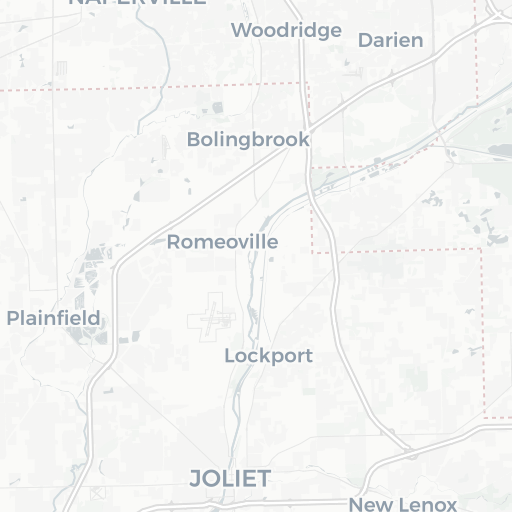 NAPERVILLE
Woodridge
Darien
Bolingbrook
Romeoville
Plainfield
Lockport
JOLIET
New Lenox